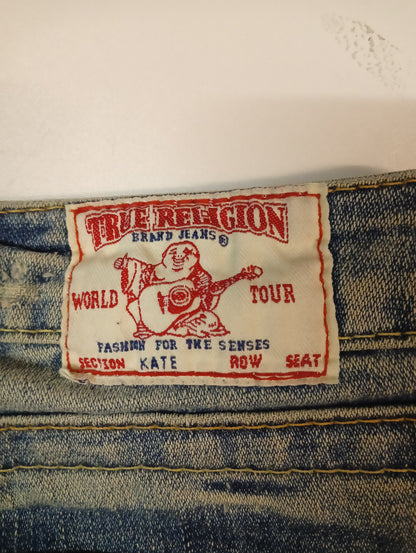 TRUE RELIGION
BRAND JEANS®
WORLD TOUR
FASHION FOR THE SENSES
SECTION KATE ROW SEAT